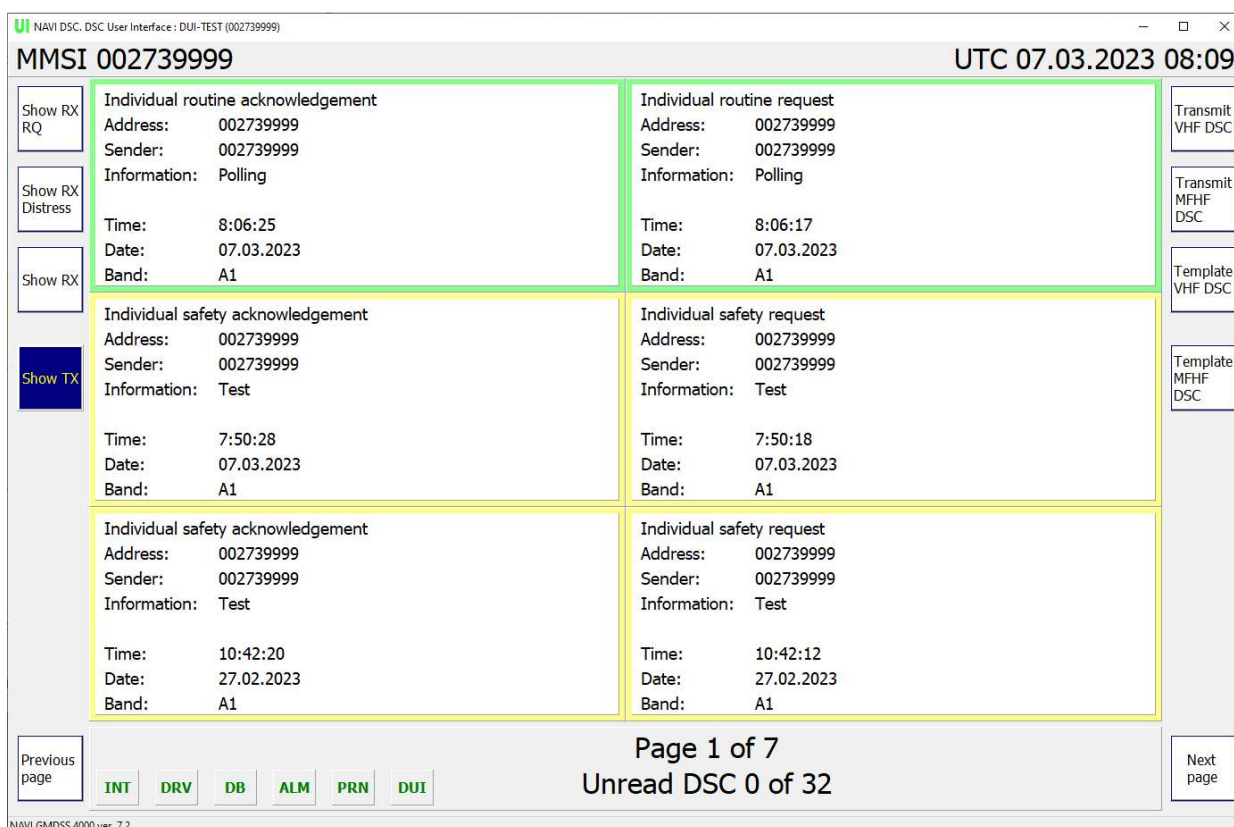 UI NAVI DSC. DSC User Interface : DUI-TEST (002739999)
MMSI 002739999
UTC 07.03.2023 08:09
Show RX
RQ
Show RX
Distress
Show RX
Show TX
Individual routine acknowledgement
Address: 002739999
Sender: 002739999
Information: Polling
Time: 8:06:25
Date: 07.03.2023
Band: A1
Individual routine request
Address: 002739999
Sender: 002739999
Information: Polling
Time: 8:06:17
Date: 07.03.2023
Band: A1
Individual safety acknowledgement
Address: 002739999
Sender: 002739999
Information: Test
Time: 7:50:28
Date: 07.03.2023
Band: A1
Individual safety request
Address: 002739999
Sender: 002739999
Information: Test
Time: 7:50:18
Date: 07.03.2023
Band: A1
Individual safety acknowledgement
Address: 002739999
Sender: 002739999
Information: Test
Time: 10:42:20
Date: 27.02.2023
Band: A1
Individual safety request
Address: 002739999
Sender: 002739999
Information: Test
Time: 10:42:12
Date: 27.02.2023
Band: A1
Transmit
VHF DSC
Transmit
MFHF
DSC
Template
VHF DSC
Template
MFHF
DSC
Previous
page
INT DRV DB ALM PRN DUI
Page 1 of 7
Unread DSC 0 of 32
Next
page
NAVI GMDSS 4000 ver. 7.2